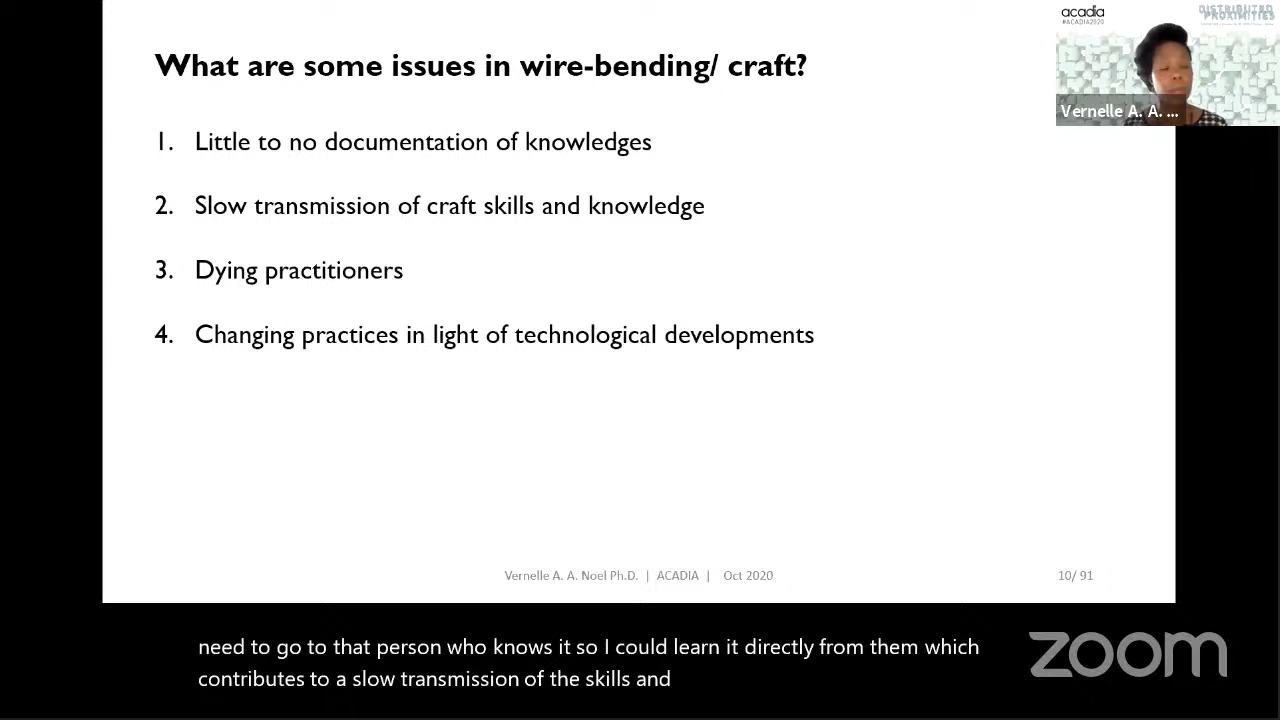 acadia
#ACADIA2020
DISTRIBUTED
PROXIMITIES
Vernelle A. A. ...
What are some issues in wire-bending/ craft?
1. Little to no documentation of knowledges
2. Slow transmission of craft skills and knowledge
3. Dying practitioners
4. Changing practices in light of technological developments
Vernelle A. A. Noel Ph.D. | ACADIA | Oct 2020
10/ 91
need to go to that person who knows it so I could learn it directly from them which
contributes to a slow transmission of the skills and
zoom